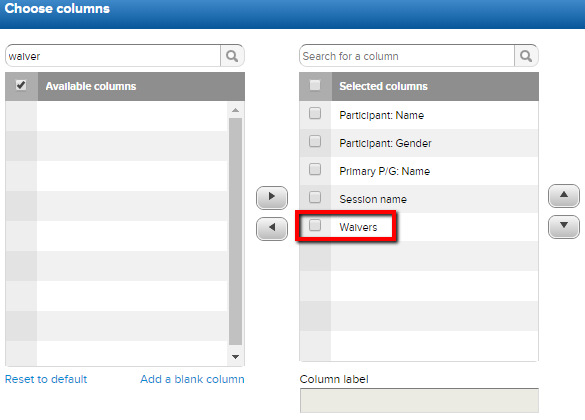 Choose columns
waiver
Search for a column
Available columns
Selected columns
Participant: Name
Participant: Gender
Primary P/G: Name
Session name
Waivers
Reset to default
Add a blank column
Column label